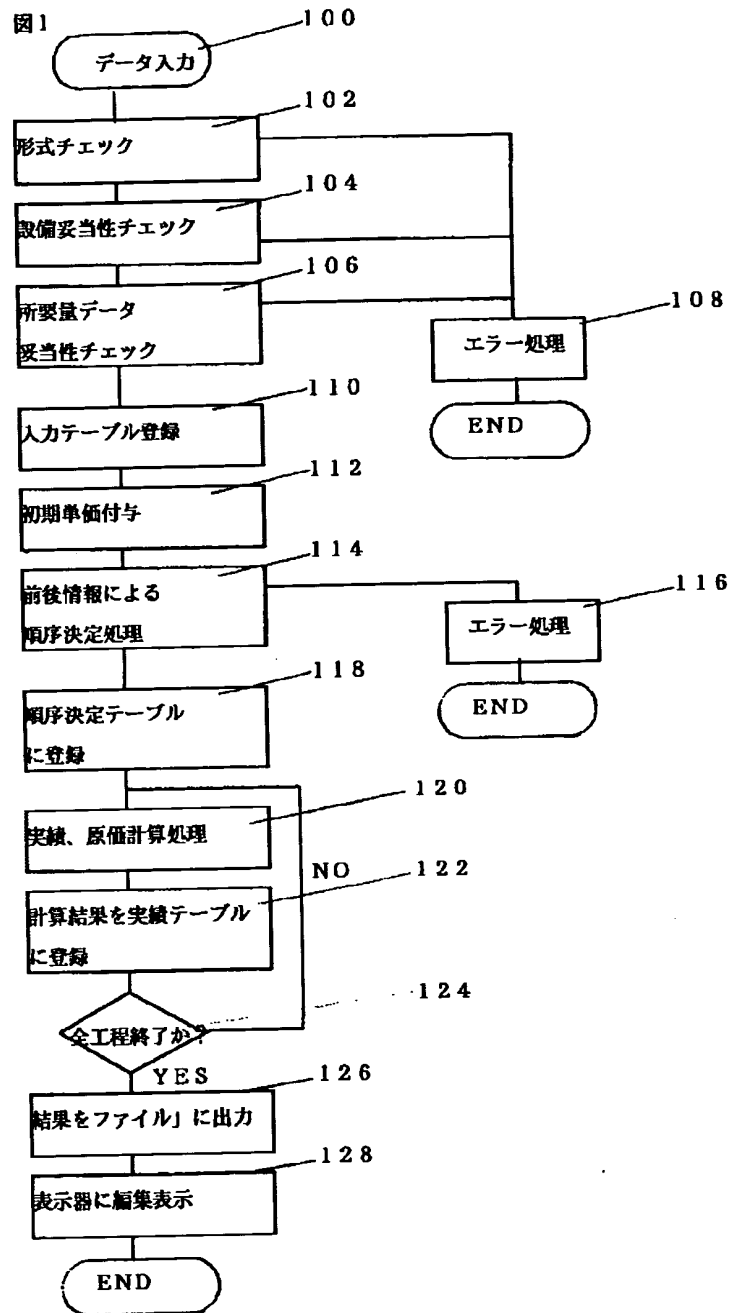 図1
100
データ入力
102
形式チェック
104
設備妥当性チェック
106
所要量データ
妥当性チェック
108
エラー処理
END
110
入力テーブル登録
112
初期単価付与
114
前後情報による
順序決定処理
116
エラー処理
END
118
順序決定テーブル
に登録
120
実績、原価計算処理
NO
122
計算結果を実績テーブル
に登録
124
全工程終了か?
YES
126
結果をファイル」に出力
128
表示器に編集表示
END